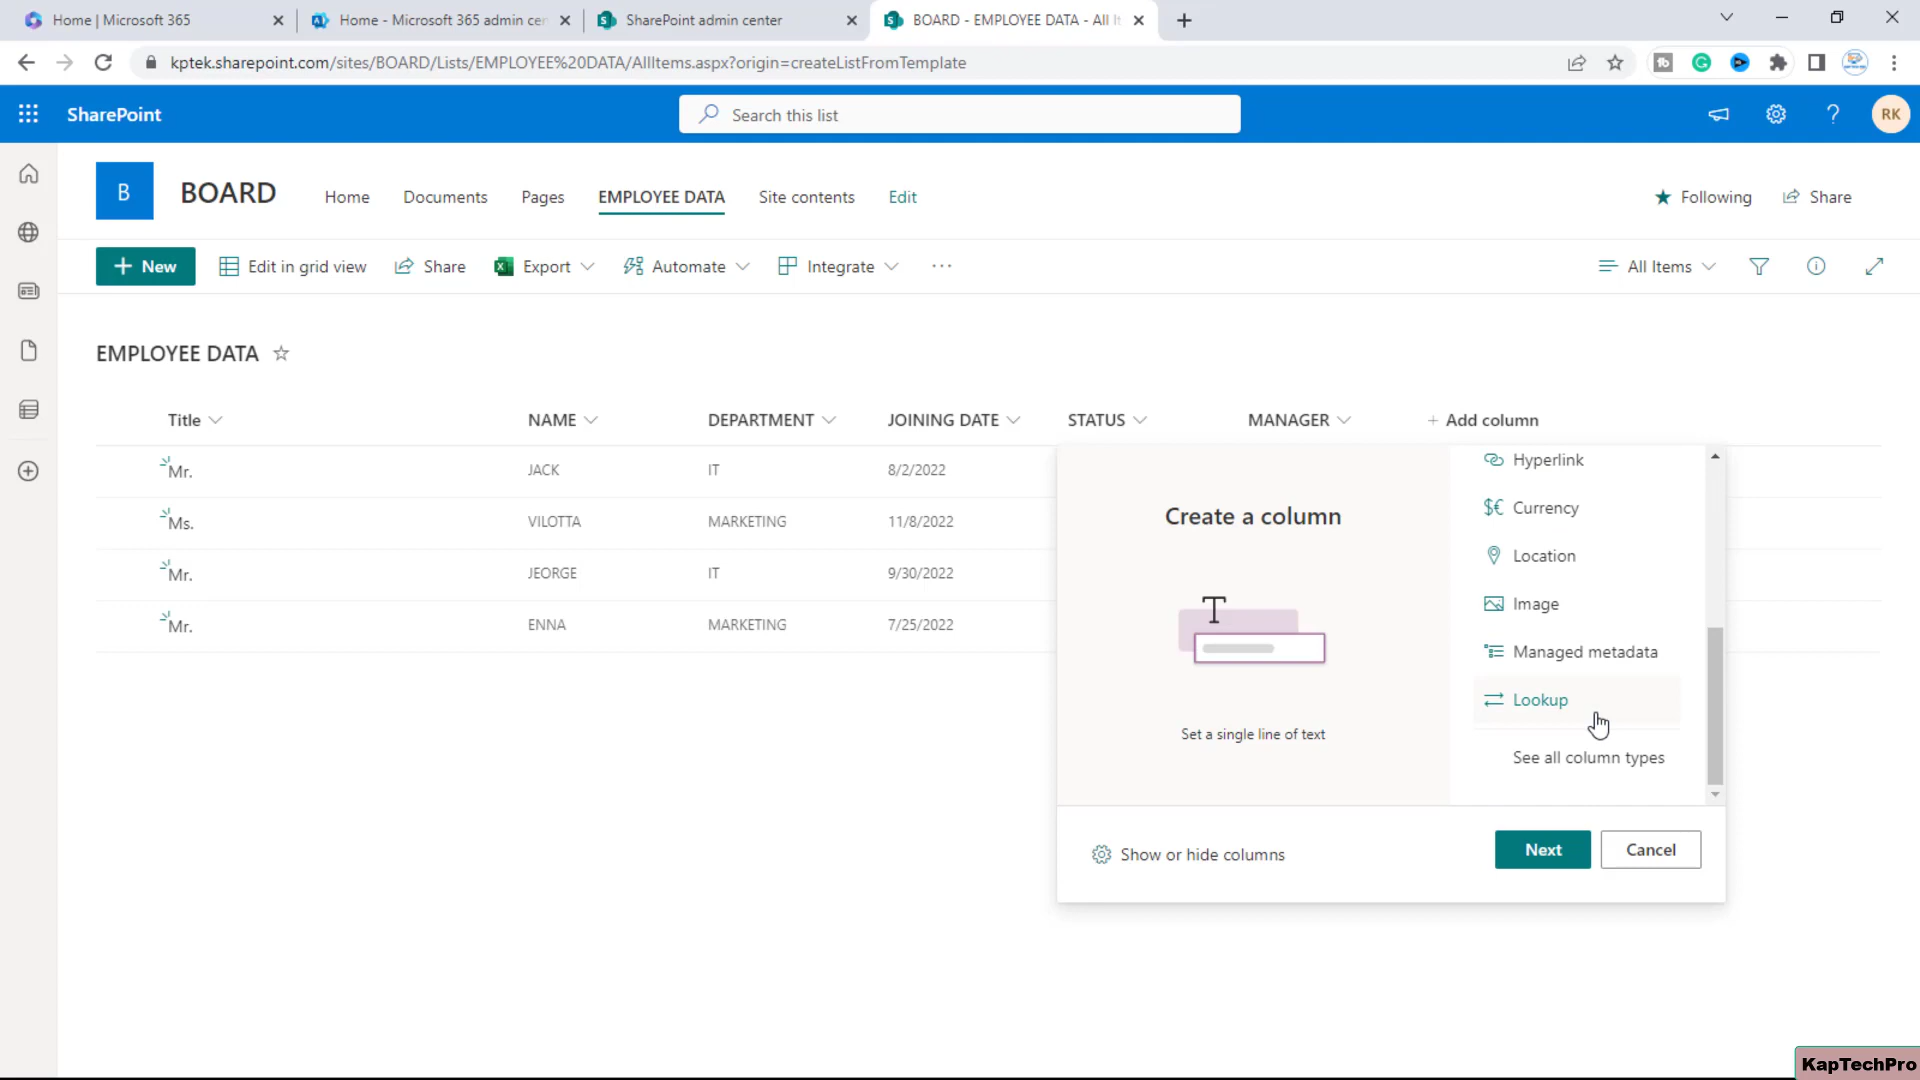 Home | Microsoft 365
Home - Microsoft 365 admin cen
SharePoint admin center
BOARD - EMPLOYEE DATA - All I
kptek.sharepoint.com/sites/BOARD/Lists/EMPLOYEE%20DATA/AllItems.aspx?origin=createListFromTemplate
SharePoint
Search this list
RK
B
BOARD
Home
Documents
Pages
EMPLOYEE DATA
Site contents
Edit
Following
Share
New
Edit in grid view
Share
Export
Automate
Integrate
All Items
EMPLOYEE DATA
Title
NAME
DEPARTMENT
JOINING DATE
STATUS
MANAGER
Add column
Mr.
JACK
IT
8/2/2022
Ms.
VILOTTA
MARKETING
11/8/2022
Mr.
JEORGE
IT
9/30/2022
Mr.
ENNA
MARKETING
7/25/2022
Create a column
T
Set a single line of text
Hyperlink
$€ Currency
Location
Image
Managed metadata
Lookup
See all column types
Show or hide columns
Next
Cancel
KapTechPro